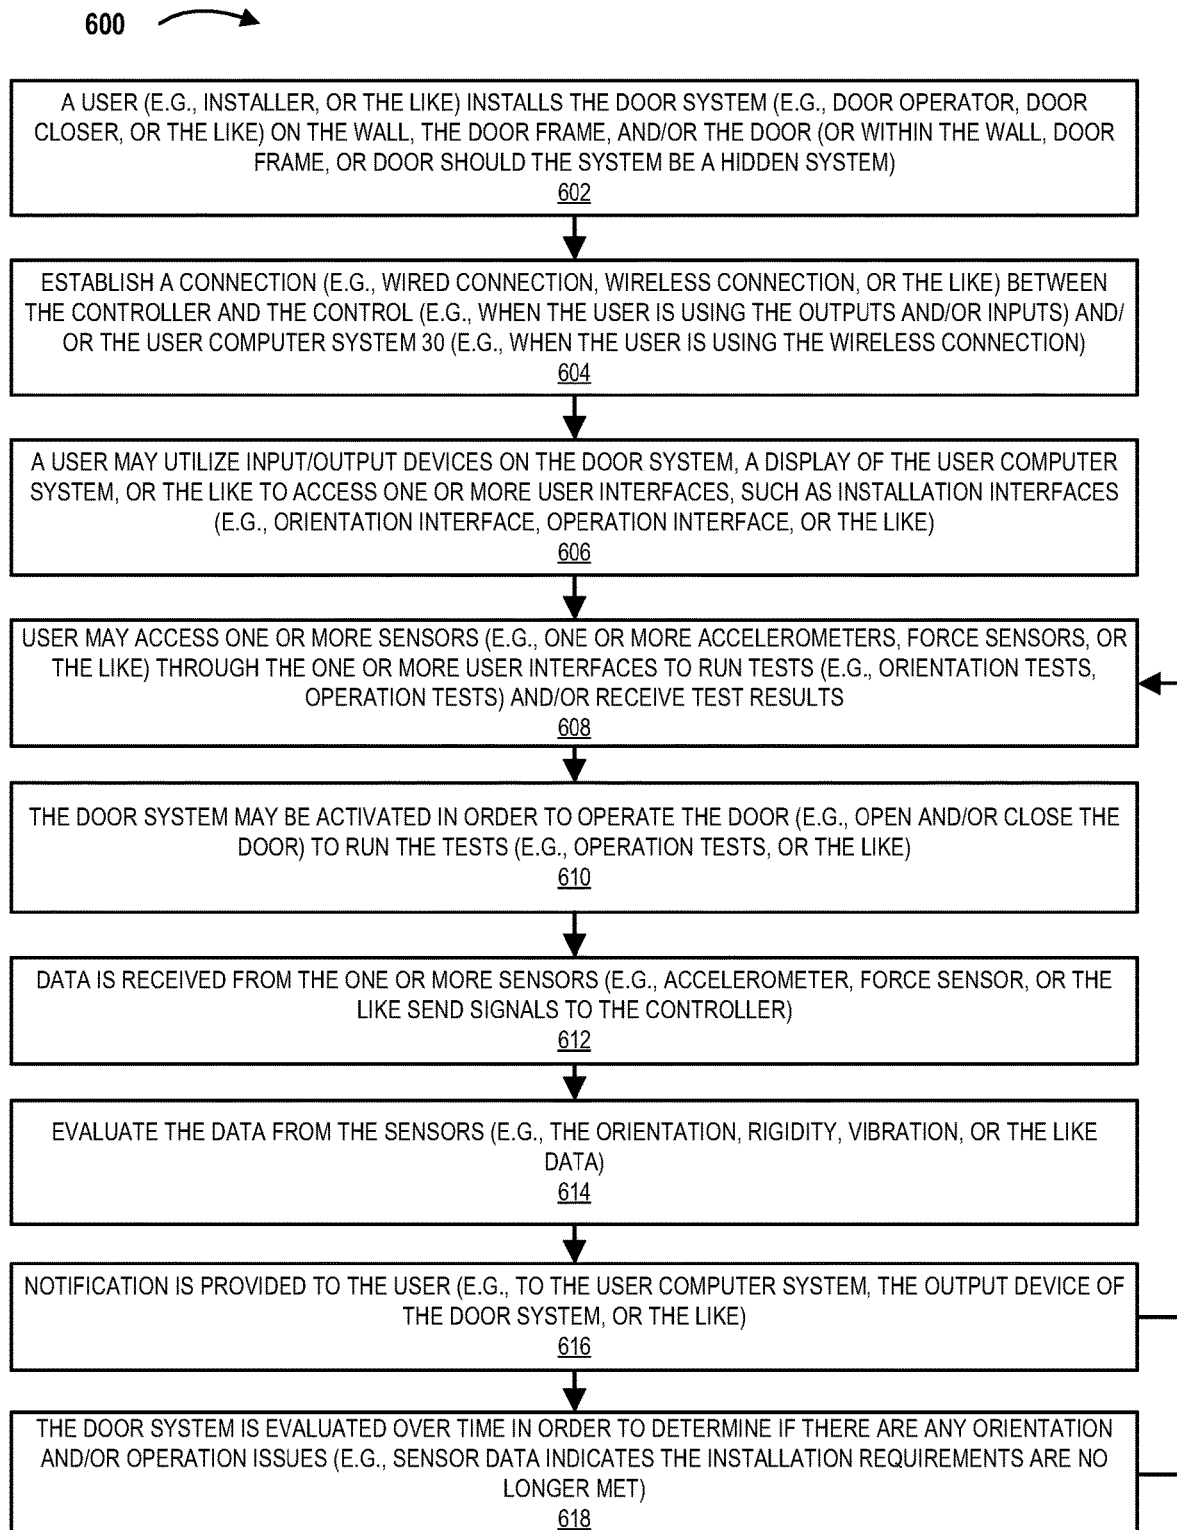 600
A USER (E.G., INSTALLER, OR THE LIKE) INSTALLS THE DOOR SYSTEM (E.G., DOOR OPERATOR, DOOR
CLOSER, OR THE LIKE) ON THE WALL, THE DOOR FRAME, AND/OR THE DOOR (OR WITHIN THE WALL, DOOR
FRAME, OR DOOR SHOULD THE SYSTEM BE A HIDDEN SYSTEM)
602
ESTABLISH A CONNECTION (E.G., WIRED CONNECTION, WIRELESS CONNECTION, OR THE LIKE) BETWEEN
THE CONTROLLER AND THE CONTROL (E.G., WHEN THE USER IS USING THE OUTPUTS AND/OR INPUTS) AND/
OR THE USER COMPUTER SYSTEM 30 (E.G., WHEN THE USER IS USING THE WIRELESS CONNECTION)
604
A USER MAY UTILIZE INPUT/OUTPUT DEVICES ON THE DOOR SYSTEM, A DISPLAY OF THE USER COMPUTER
SYSTEM, OR THE LIKE TO ACCESS ONE OR MORE USER INTERFACES, SUCH AS INSTALLATION INTERFACES
(E.G., ORIENTATION INTERFACE, OPERATION INTERFACE, OR THE LIKE)
606
USER MAY ACCESS ONE OR MORE SENSORS (E.G., ONE OR MORE ACCELEROMETERS, FORCE SENSORS, OR
THE LIKE) THROUGH THE ONE OR MORE USER INTERFACES TO RUN TESTS (E.G., ORIENTATION TESTS,
OPERATION TESTS) AND/OR RECEIVE TEST RESULTS
608
THE DOOR SYSTEM MAY BE ACTIVATED IN ORDER TO OPERATE THE DOOR (E.G., OPEN AND/OR CLOSE THE
DOOR) TO RUN THE TESTS (E.G., OPERATION TESTS, OR THE LIKE)
610
DATA IS RECEIVED FROM THE ONE OR MORE SENSORS (E.G., ACCELEROMETER, FORCE SENSOR, OR THE
LIKE SEND SIGNALS TO THE CONTROLLER)
612
EVALUATE THE DATA FROM THE SENSORS (E.G., THE ORIENTATION, RIGIDITY, VIBRATION, OR THE LIKE
DATA)
614
NOTIFICATION IS PROVIDED TO THE USER (E.G., TO THE USER COMPUTER SYSTEM, THE OUTPUT DEVICE OF
THE DOOR SYSTEM, OR THE LIKE)
616
THE DOOR SYSTEM IS EVALUATED OVER TIME IN ORDER TO DETERMINE IF THERE ARE ANY ORIENTATION
AND/OR OPERATION ISSUES (E.G., SENSOR DATA INDICATES THE INSTALLATION REQUIREMENTS ARE NO
LONGER MET)
618